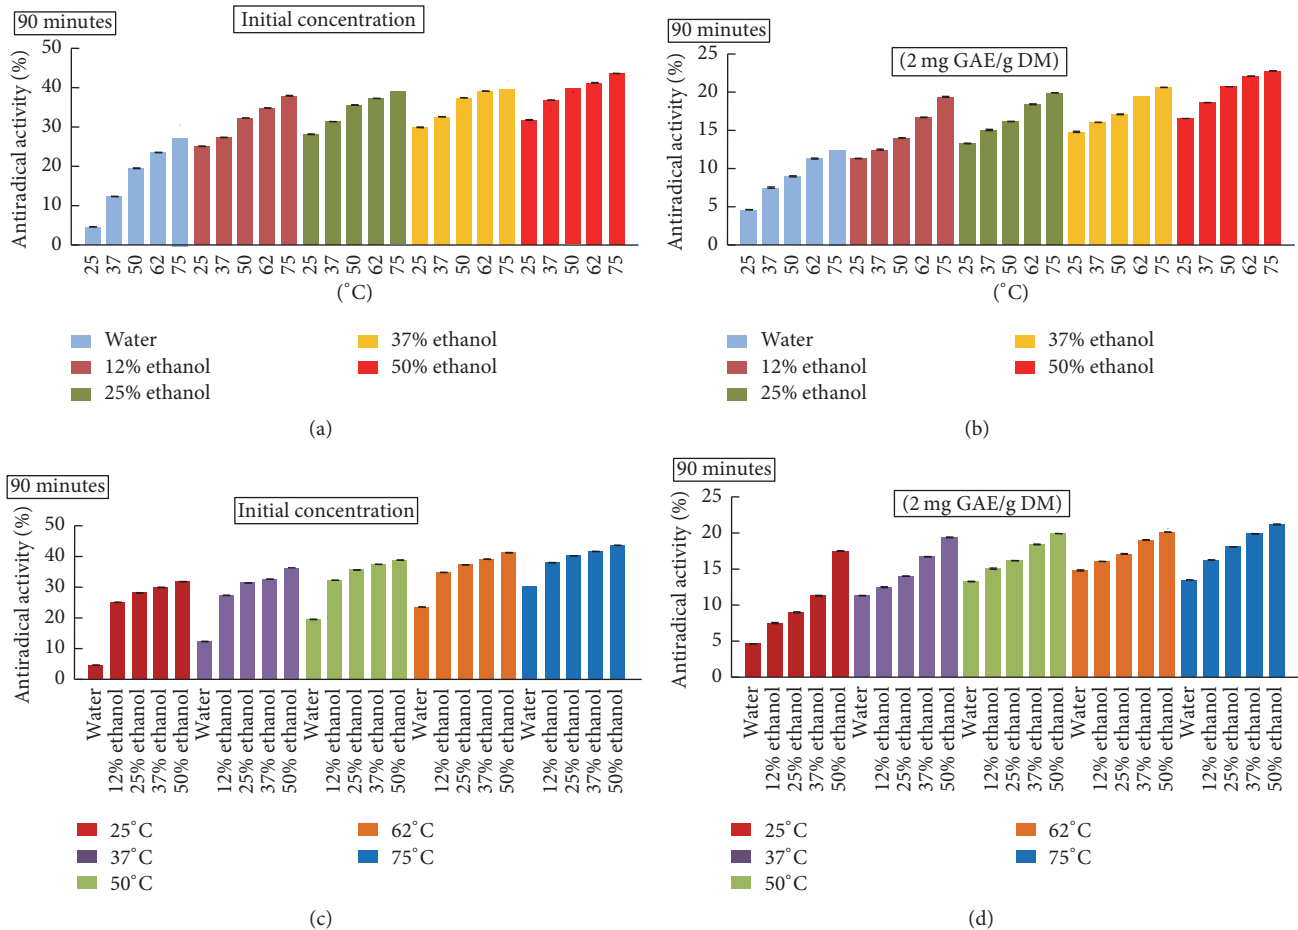 90 minutes
Initial concentration
Antiradical activity (%)
50
40
30
20
10
0
25 37 50 62 75 25 37 50 62 75 25 37 50 62 75 25 37 50 62 75 25 37 50 62 75
(˚C)
Water
12% ethanol
25% ethanol
37% ethanol
50% ethanol
(a)
90 minutes
(2 mg GAE/g DM)
Antiradical activity (%)
25
20
15
10
5
0
25 37 50 62 75 25 37 50 62 75 25 37 50 62 75 25 37 50 62 75 25 37 50 62 75
(˚C)
Water
12% ethanol
25% ethanol
37% ethanol
50% ethanol
(b)
90 minutes
Initial concentration
Antiradical activity (%)
50
40
30
20
10
0
Water
12% ethanol
25% ethanol
37% ethanol
50% ethanol
Water
12% ethanol
25% ethanol
37% ethanol
50% ethanol
Water
12% ethanol
25% ethanol
37% ethanol
50% ethanol
Water
12% ethanol
25% ethanol
37% ethanol
50% ethanol
Water
12% ethanol
25% ethanol
37% ethanol
50% ethanol
25˚C
37˚C
50˚C
62˚C
75˚C
(c)
90 minutes
(2 mg GAE/g DM)
Antiradical activity (%)
25
20
15
10
5
0
Water
12% ethanol
25% ethanol
37% ethanol
50% ethanol
Water
12% ethanol
25% ethanol
37% ethanol
50% ethanol
Water
12% ethanol
25% ethanol
37% ethanol
50% ethanol
Water
12% ethanol
25% ethanol
37% ethanol
50% ethanol
Water
12% ethanol
25% ethanol
37% ethanol
50% ethanol
25˚C
37˚C
50˚C
62˚C
75˚C
(d)